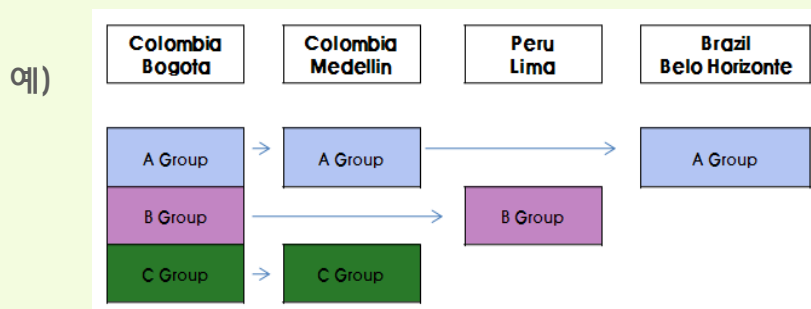 예)
Colombia
Bogota
Colombia
Medellin
Peru
Lima
Brazil
Belo Horizonte
A Group
A Group
A Group
B Group
B Group
C Group
C Group